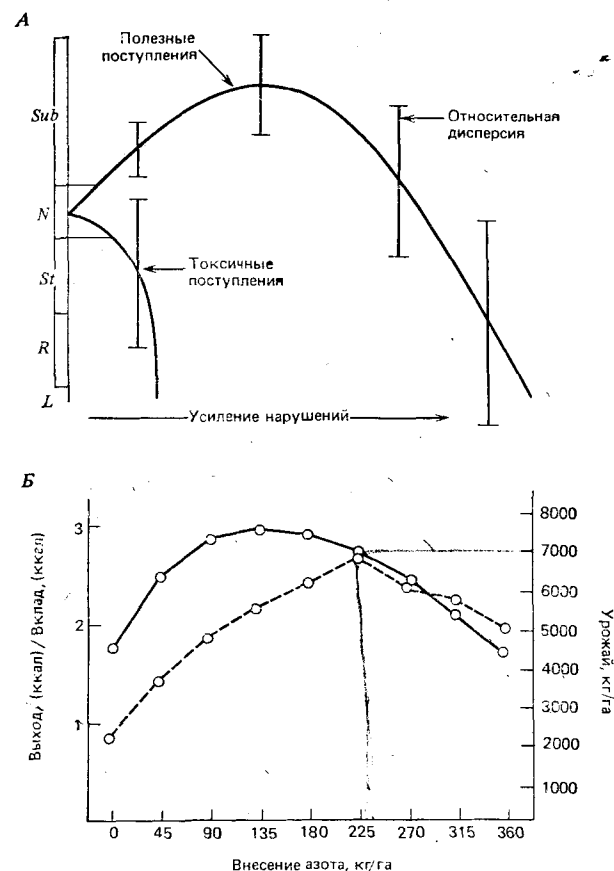 А
Полезные
поступления
Относительная
дисперсия
Sub
N
St
R
L
Токсичные
поступления
Усиление нарушений
Б
Выход, (ккал) / Вклад, (ккал)
3
2
1
8000
7000
6000
5000
4000
3000
2000
1000
Урожай, кг/га
0 45 90 135 180 225 270 315 360
Внесение азота, кг/га